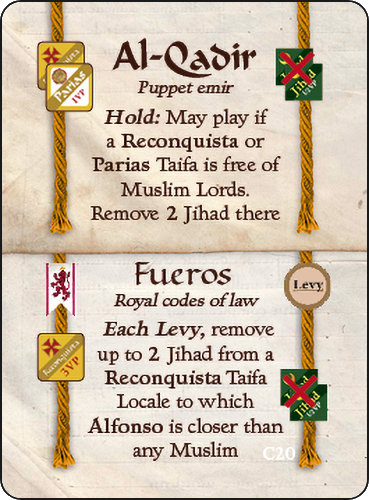 Al-Qadir
Puppet emir
PARIAS
1VP
Jihad
Hold: May play if
a Reconquista or
Parias Taifa is free of
Muslim Lords.
Remove 2 Jihad there
Fueros
Royal codes of law
Levy
Each Levy, remove
up to 2 Jihad from a
Reconquista Taifa
Locale to which
Alfonso is closer than
any Muslim
Reconquista
3VP
C20